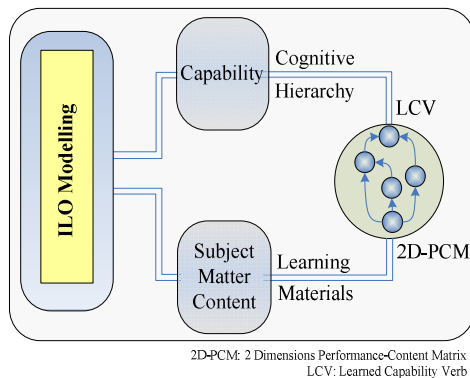 ILO Modelling
Capability
Cognitive
Hierarchy
LCV
Subject
Matter
Content
Learning
Materials
2D-PCM
2D-PCM: 2 Dimensions Performance-Content Matrix
LCV: Learned Capability Verb